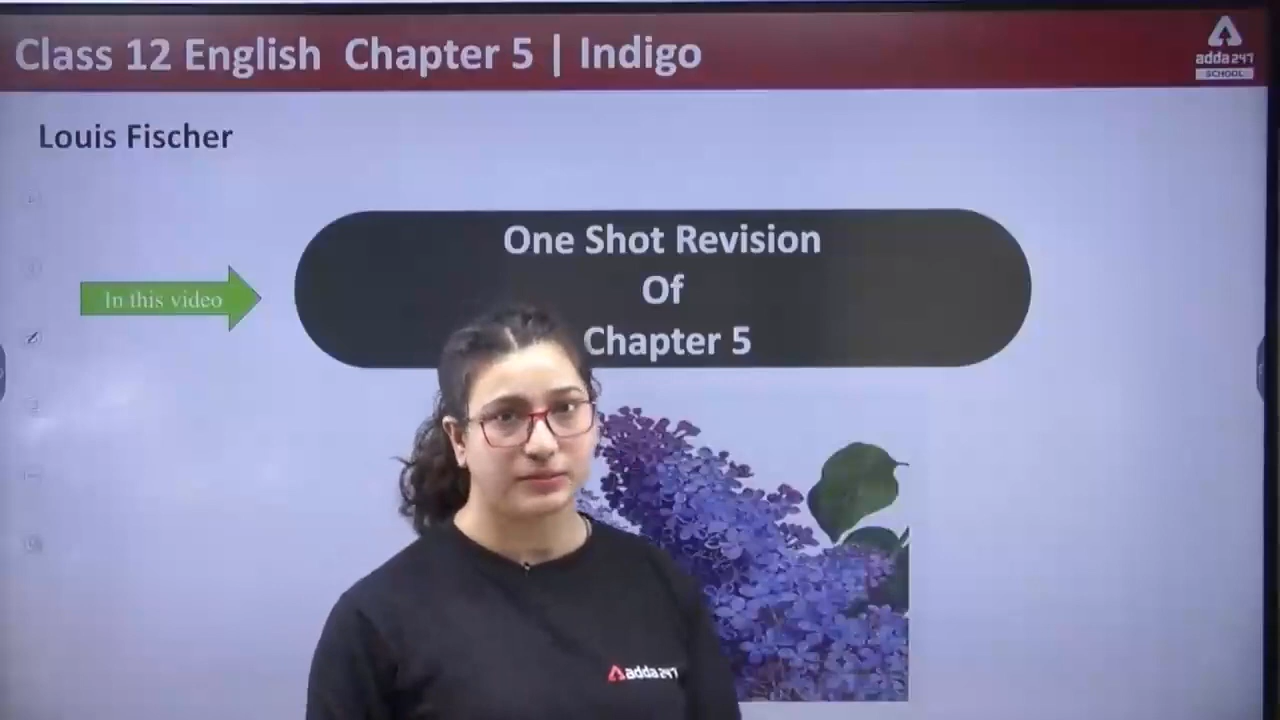 Class 12 English Chapter 5 | Indigo
adda247
SCHOOL
Louis Fischer
In this video
One Shot Revision
Of
Chapter 5
adda247